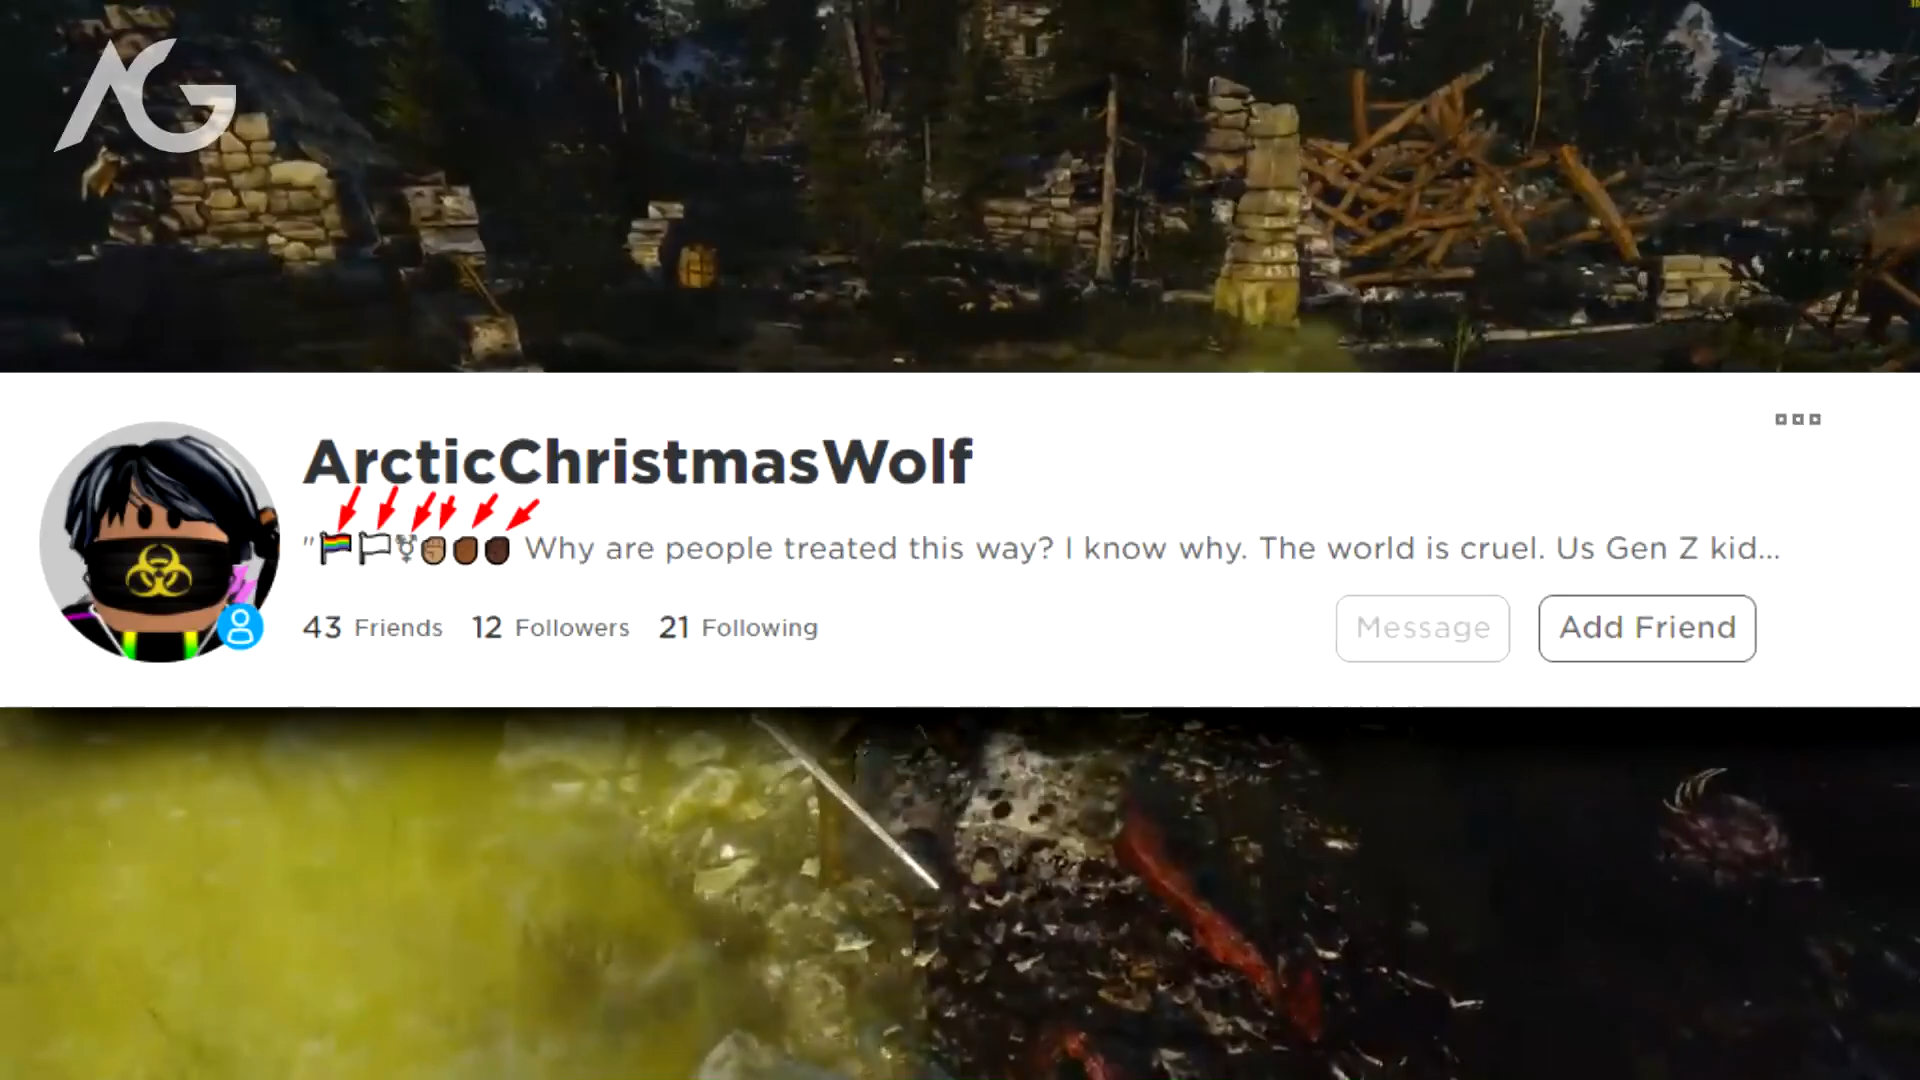 AG
ArcticChristmasWolf
"🏳️‍🌈🏳⚧✊🏽✊🏾✊🏿 Why are people treated this way? I know why. The world is cruel. Us Gen Z kid...
43 Friends 12 Followers 21 Following
Message Add Friend